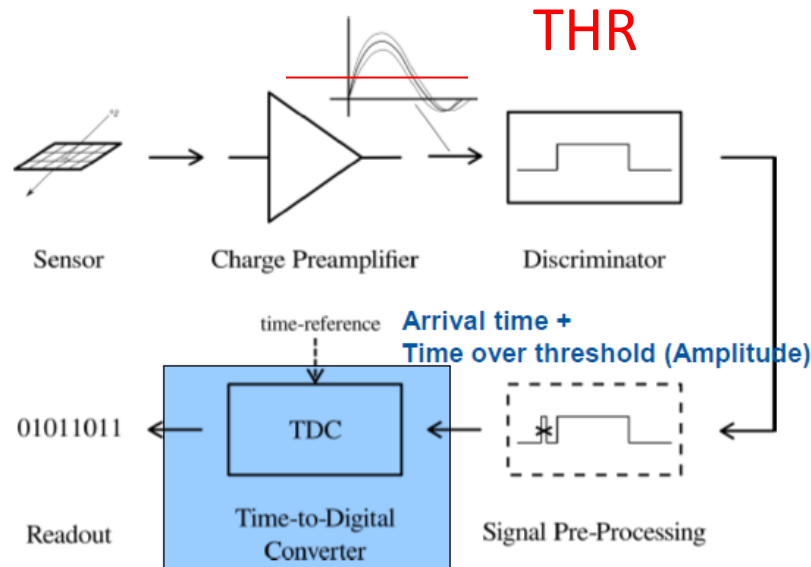 THR
Sensor
Charge Preamplifier
Discriminator
time-reference
Arrival time +
Time over threshold (Amplitude)
01011011
TDC
Readout
Time-to-Digital
Converter
Signal Pre-Processing